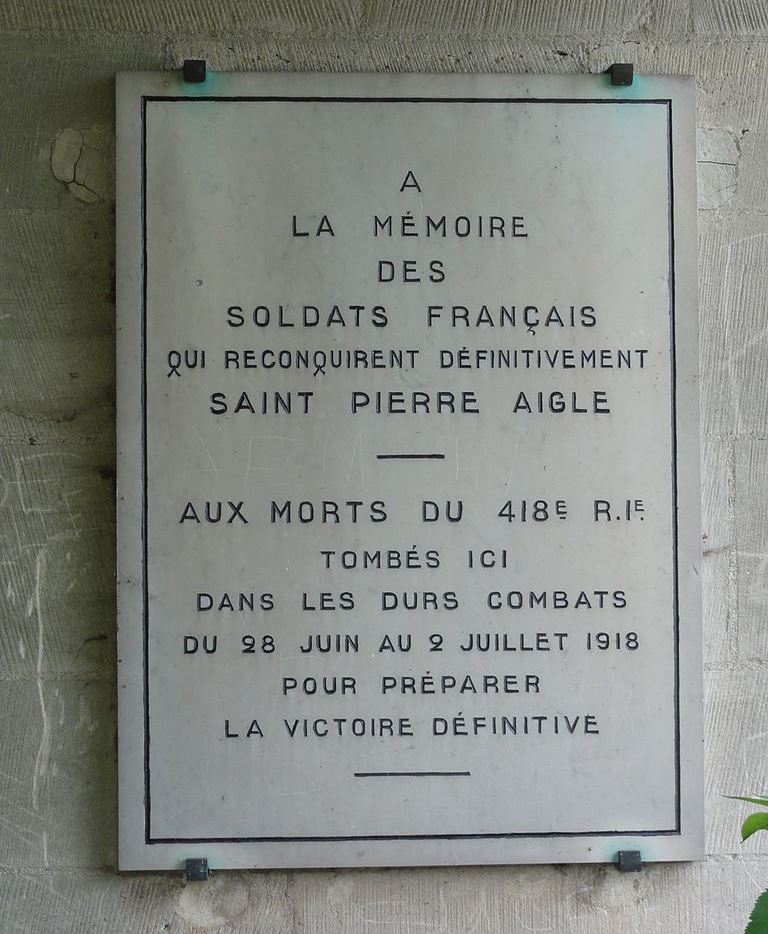 A
LA MÉMOIRE
DES
SOLDATS FRANÇAIS
QUI RECONQUIRENT DÉFINITIVEMENT
SAINT PIERRE AIGLE
AUX MORTS DU 418E R.IE.
TOMBÉS ICI
DANS LES DURS COMBATS
DU 28 JUIN AU 2 JUILLET 1918
POUR PRÉPARER
LA VICTOIRE DÉFINITIVE